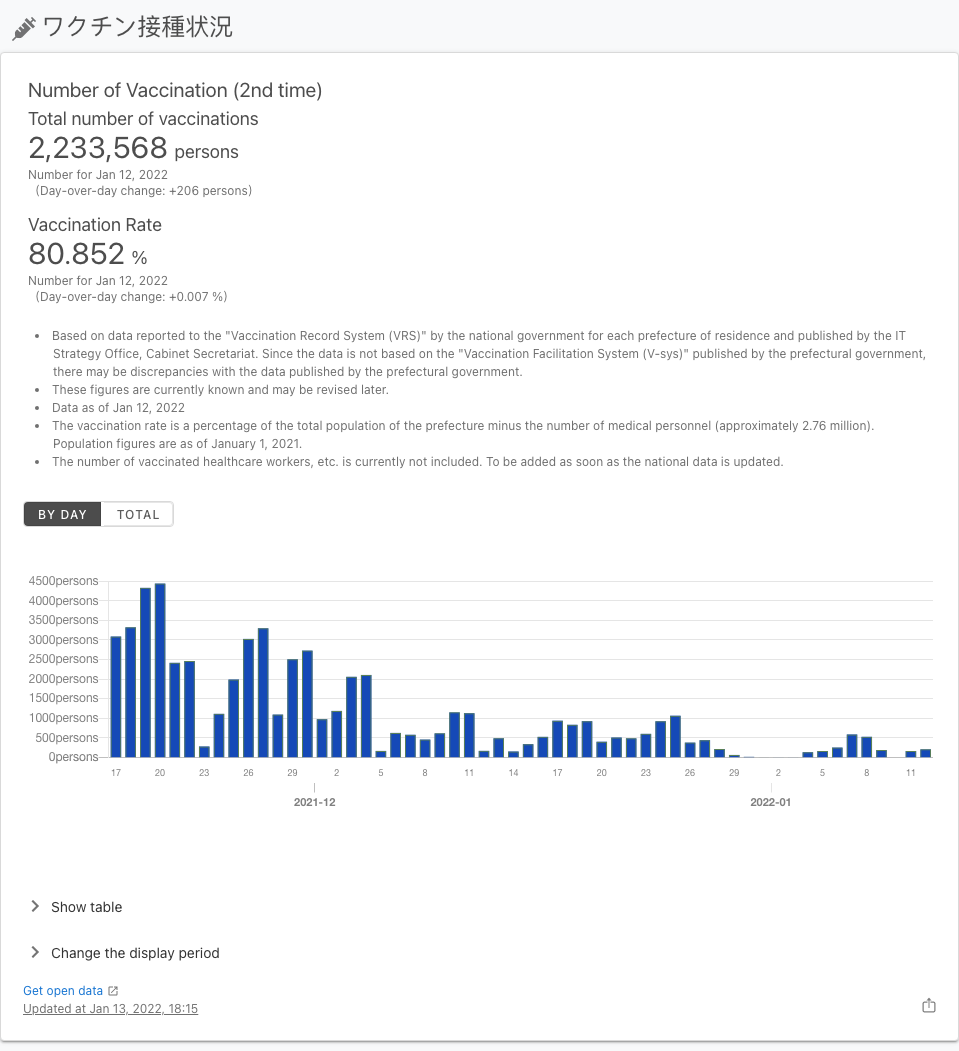 ワクチン接種状況
Number of Vaccination (2nd time)
Total number of vaccinations
2,233,568 persons
Number for Jan 12, 2022
(Day-over-day change: +206 persons)
Vaccination Rate
80.852 %
Number for Jan 12, 2022
(Day-over-day change: +0.007 %)
• Based on data reported to the "Vaccination Record System (VRS)" by the national government for each prefecture of residence and published by the IT
Strategy Office, Cabinet Secretariat. Since the data is not based on the "Vaccination Facilitation System (V-sys)" published by the prefectural government,
there may be discrepancies with the data published by the prefectural government.
• These figures are currently known and may be revised later.
• Data as of Jan 12, 2022
• The vaccination rate is a percentage of the total population of the prefecture minus the number of medical personnel (approximately 2.76 million).
Population figures are as of January 1, 2021.
• The number of vaccinated healthcare workers, etc. is currently not included. To be added as soon as the national data is updated.
BY DAY TOTAL
4500persons
4000persons
3500persons
3000persons
2500persons
2000persons
1500persons
1000persons
500persons
0persons
17 20 23 26 29 2 5 8 11 14 17 20 23 26 29 2 5 8 11
2021-12 2022-01
Show table
Change the display period
Get open data
Updated at Jan 13, 2022, 18:15